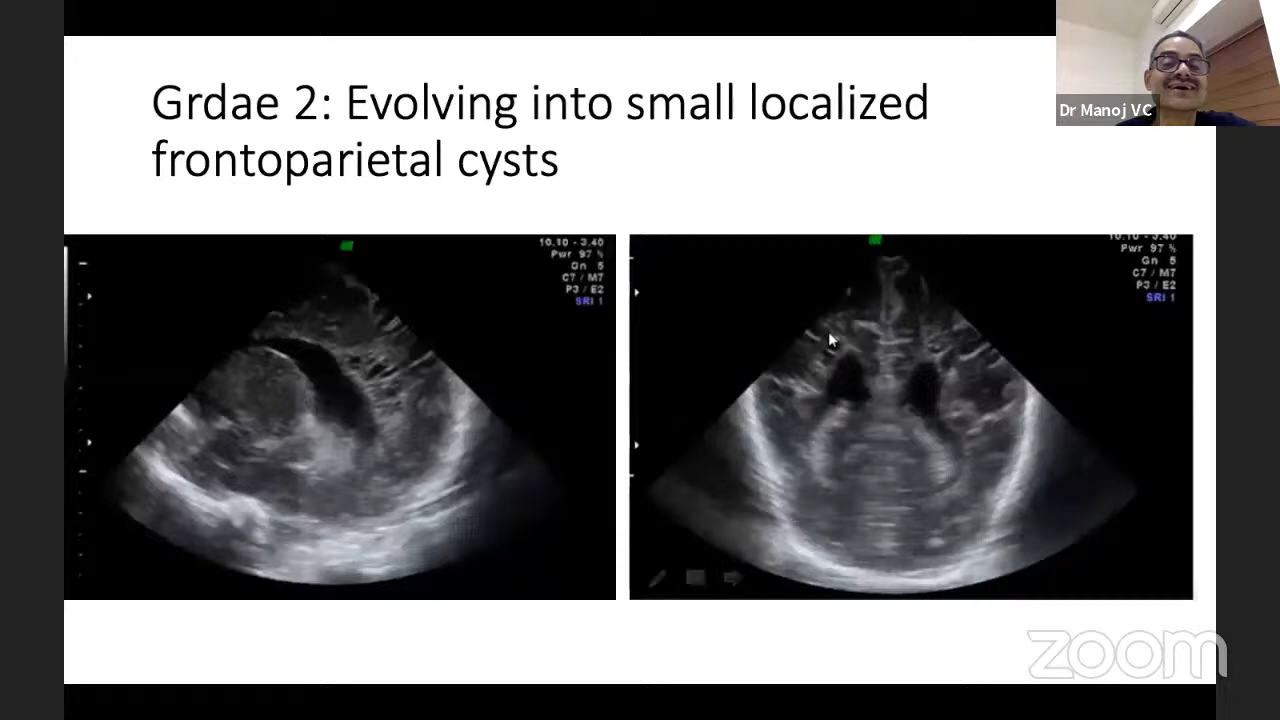 Grdae 2: Evolving into small localized
frontoparietal cysts
Dr Manoj VC
10.10 - 3.40
Pwr 97 %
Gn 5
C7 / M7
P3 / E2
SRI 1
10.10 - 3.40
Pwr 97 %
Gn 5
C7 / M7
P3 / E2
SRI 1
zoom